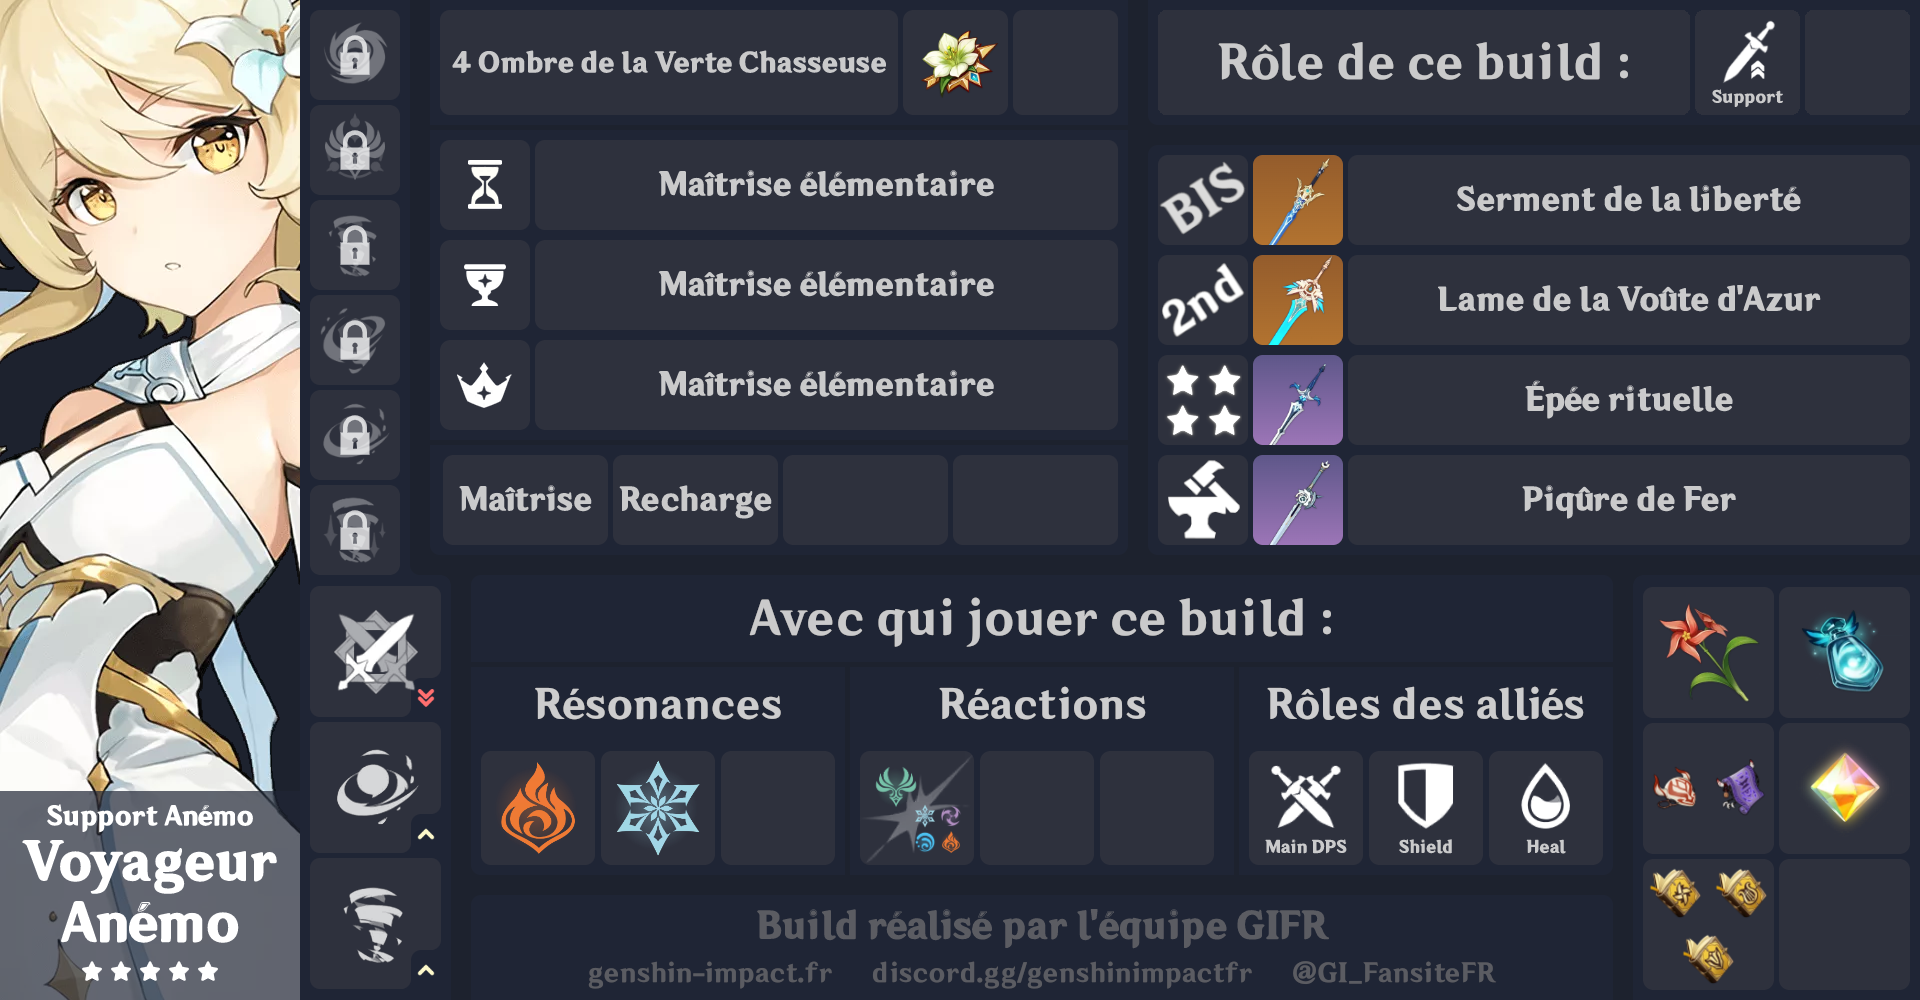 4 Ombre de la Verte Chasseuse
Rôle de ce build :
Support
Maîtrise élémentaire
Maîtrise élémentaire
Maîtrise élémentaire
Maîtrise
Recharge
BIS
Serment de la liberté
2nd
Lame de la Voûte d'Azur
Épée rituelle
Piqûre de Fer
Avec qui jouer ce build :
Résonances
Réactions
Rôles des alliés
Main DPS
Shield
Heal
Support Anémo
Voyageur
Anémo
Build réalisé par l'équipe GIFR
genshin-impact.fr
discord.gg/genshinimpactfr
@GI_FansiteFR